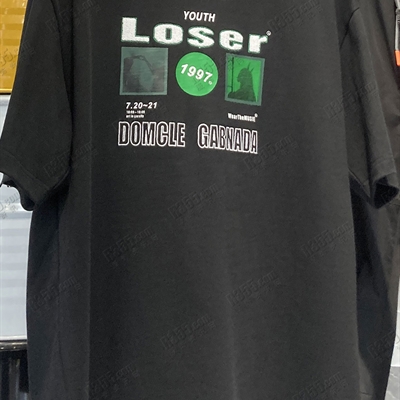 YOUTH
Loser®
1997.
7.20~21
WearTheMUSIC®
DOMCLE GABNADA